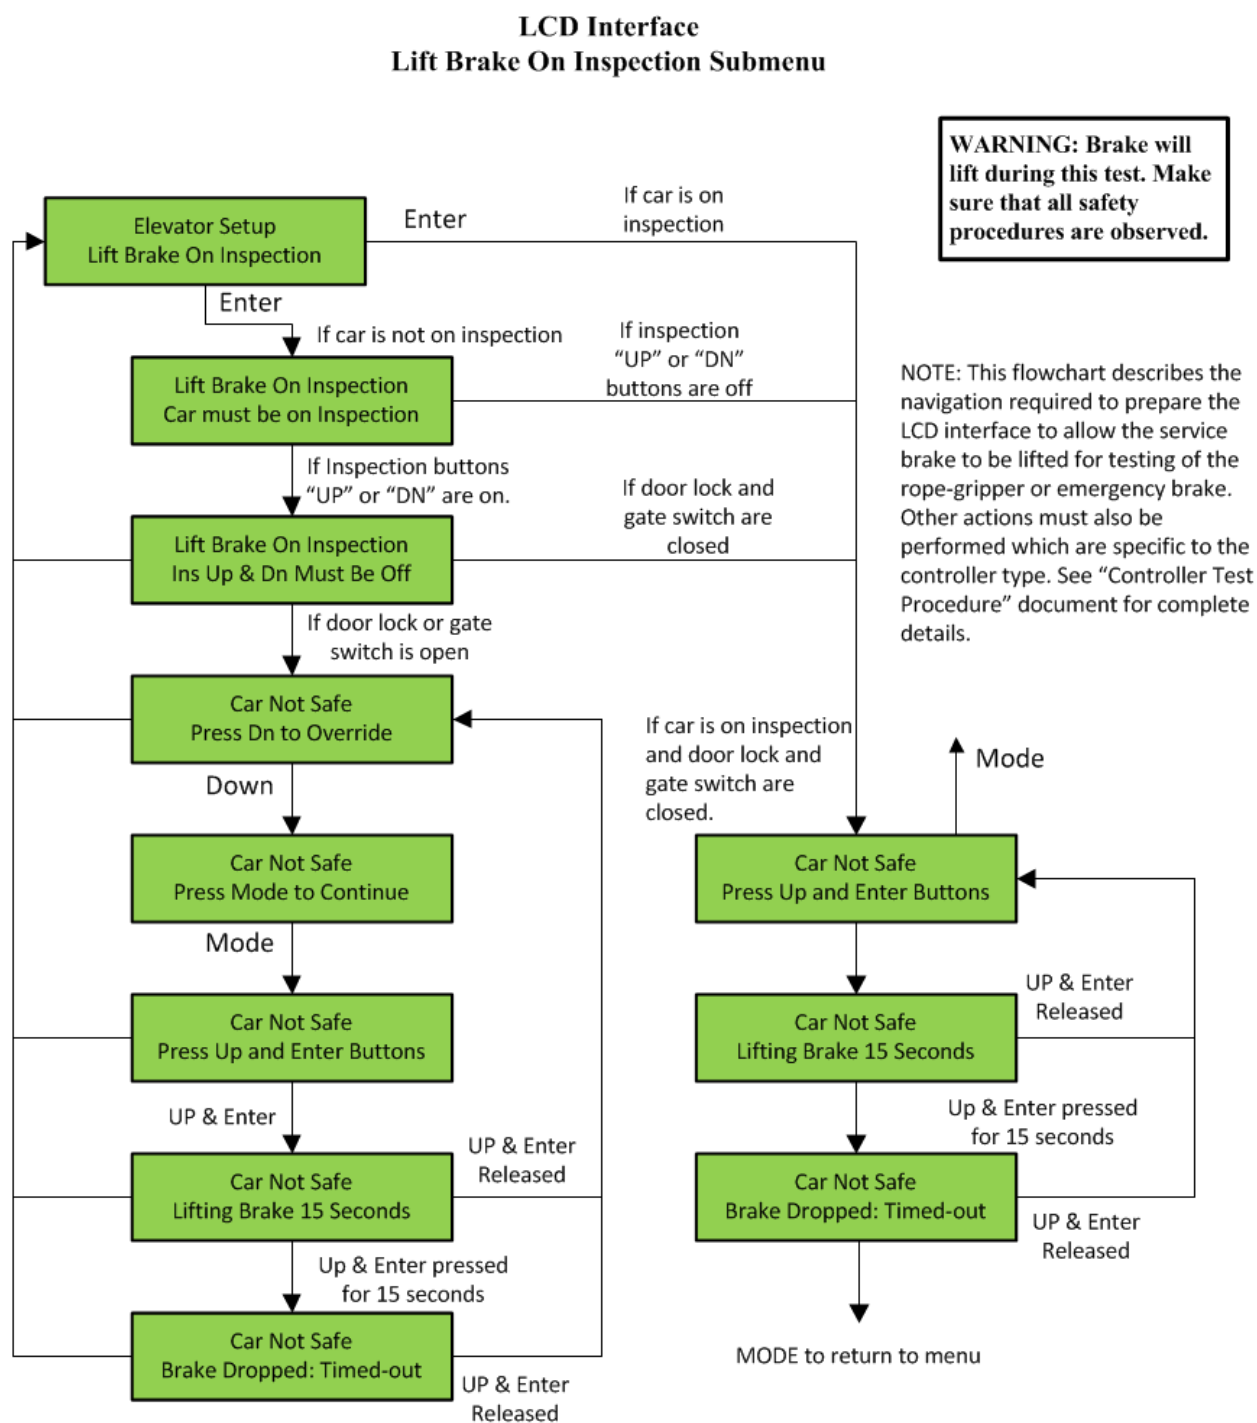 LCD Interface
Lift Brake On Inspection Submenu
WARNING: Brake will
lift during this test. Make
sure that all safety
procedures are observed.
Elevator Setup
Lift Brake On Inspection
Enter
If car is on
inspection
Enter
If car is not on inspection
If inspection
“UP” or “DN”
buttons are off
Lift Brake On Inspection
Car must be on Inspection
NOTE: This flowchart describes the
navigation required to prepare the
LCD interface to allow the service
brake to be lifted for testing of the
rope-gripper or emergency brake.
Other actions must also be
performed which are specific to the
controller type. See “Controller Test
Procedure” document for complete
details.
If Inspection buttons
“UP” or “DN” are on.
If door lock and
gate switch are
closed
Lift Brake On Inspection
Ins Up & Dn Must Be Off
If door lock or gate
switch is open
Car Not Safe
Press Dn to Override
If car is on inspection
and door lock and
gate switch are
closed.
Mode
Down
Car Not Safe
Press Mode to Continue
Car Not Safe
Press Up and Enter Buttons
Mode
Car Not Safe
Press Up and Enter Buttons
UP & Enter
Released
Car Not Safe
Lifting Brake 15 Seconds
UP & Enter
UP & Enter
Released
Up & Enter pressed
for 15 seconds
Car Not Safe
Lifting Brake 15 Seconds
Car Not Safe
Brake Dropped: Timed-out
UP & Enter
Released
Up & Enter pressed
for 15 seconds
Car Not Safe
Brake Dropped: Timed-out
UP & Enter
Released
MODE to return to menu